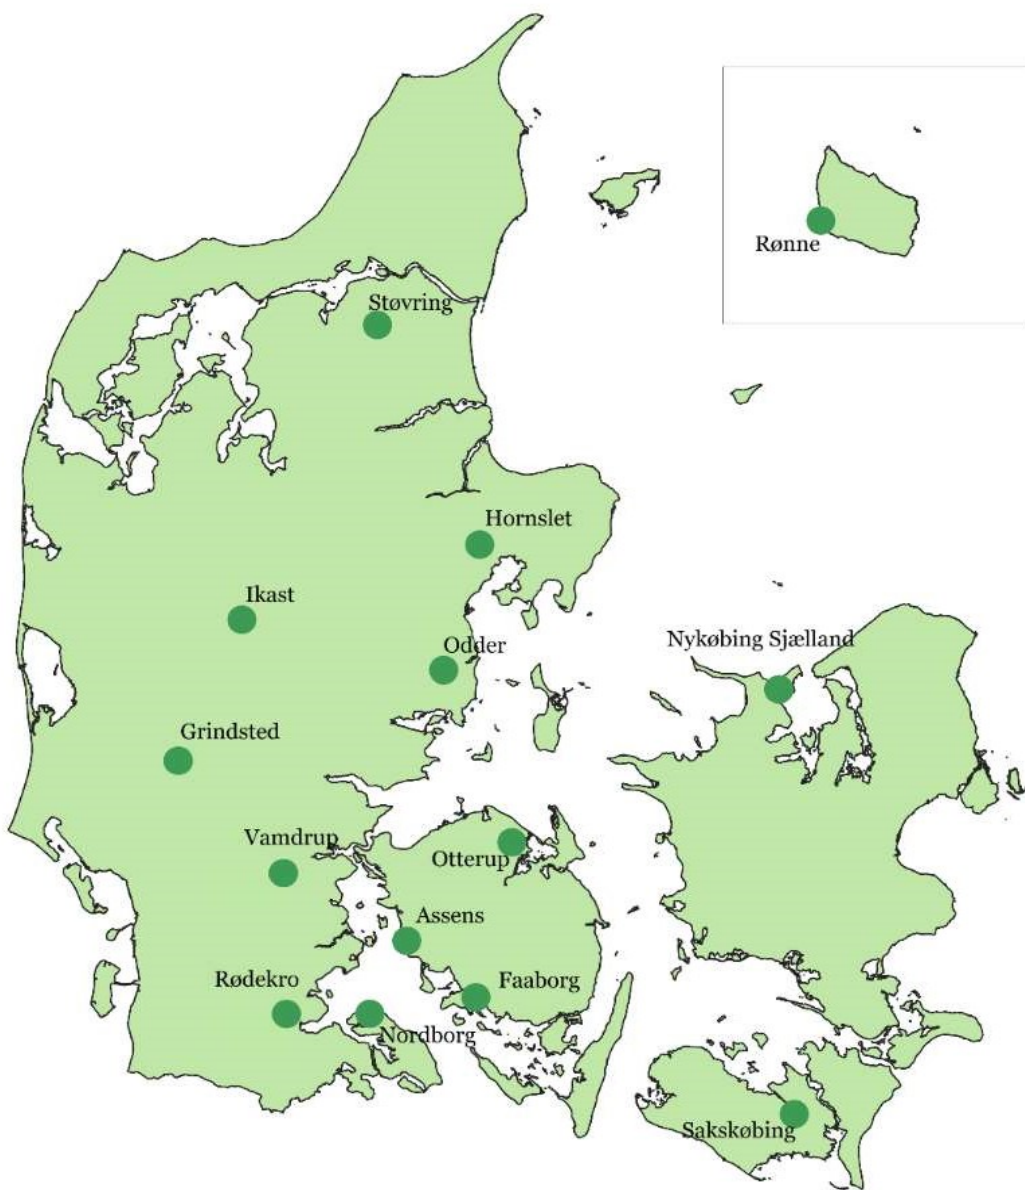 Rønne
Støvring
Hornslet
Ikast
Nykøbing Sjælland
Odder
Grindsted
Vamdrup
Otterup
Assens
Rødekro
Faaborg
Nordborg
Sakskøbing